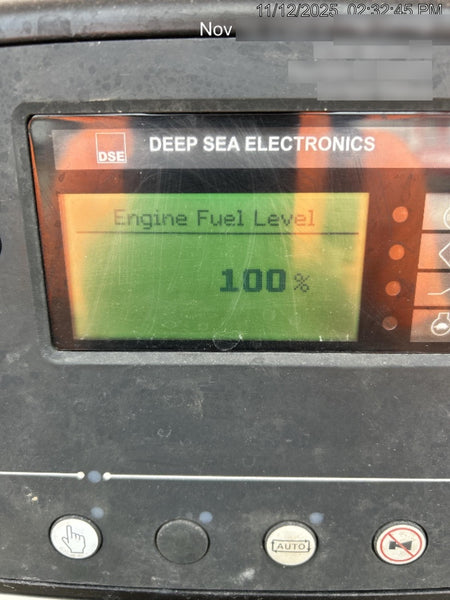 11/12/2025 02:32:45 PM
Nov
DSE
DEEP SEA ELECTRONICS
Engine Fuel Level
100 %
AUTO